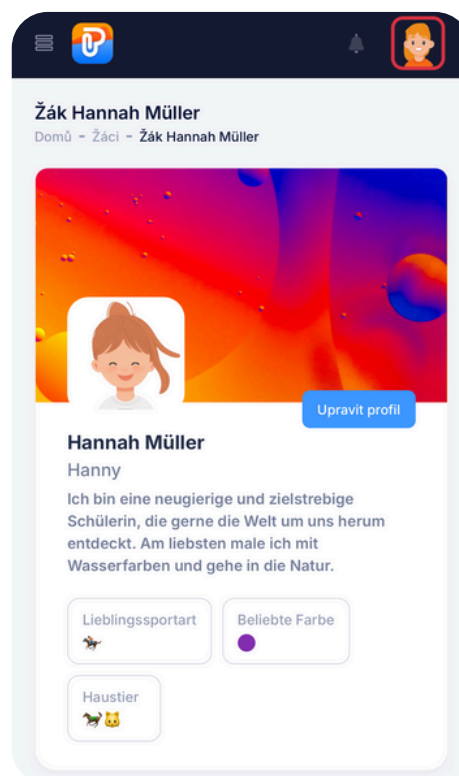 Žák Hannah Müller
Domů - Žáci - Žák Hannah Müller
Upravit profil
Hannah Müller
Hanny
Ich bin eine neugierige und zielstrebige
Schülerin, die gerne die Welt um uns herum
entdeckt. Am liebsten male ich mit
Wasserfarben und gehe in die Natur.
Lieblingssportart
Beliebte Farbe
Haustier